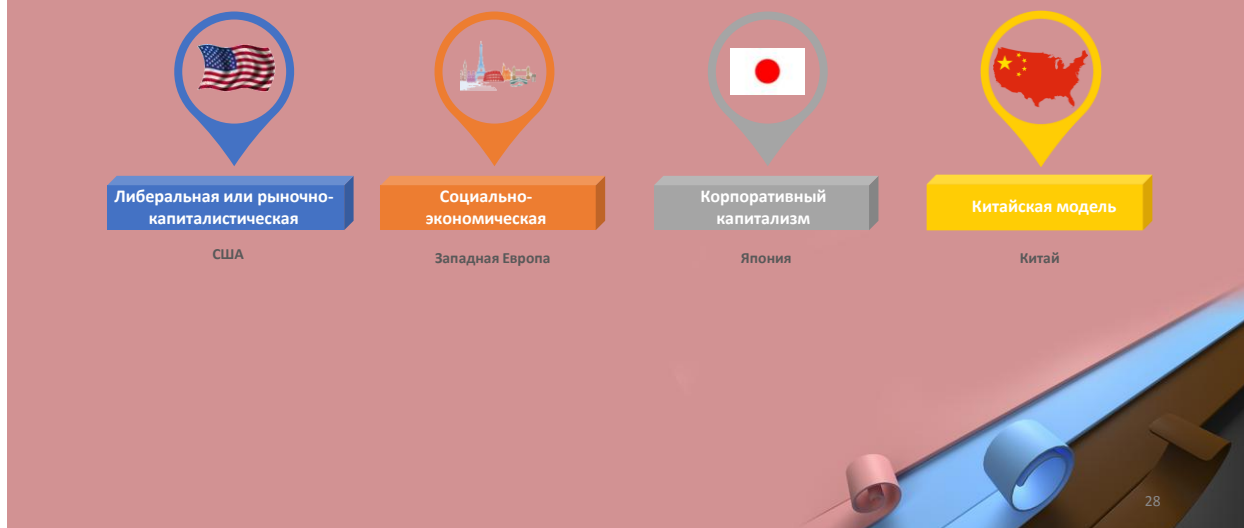 Либеральная или рыночно-
капиталистическая
США
Социально-
экономическая
Западная Европа
Корпоративный
капитализм
Япония
Китайская модель
Китай
28